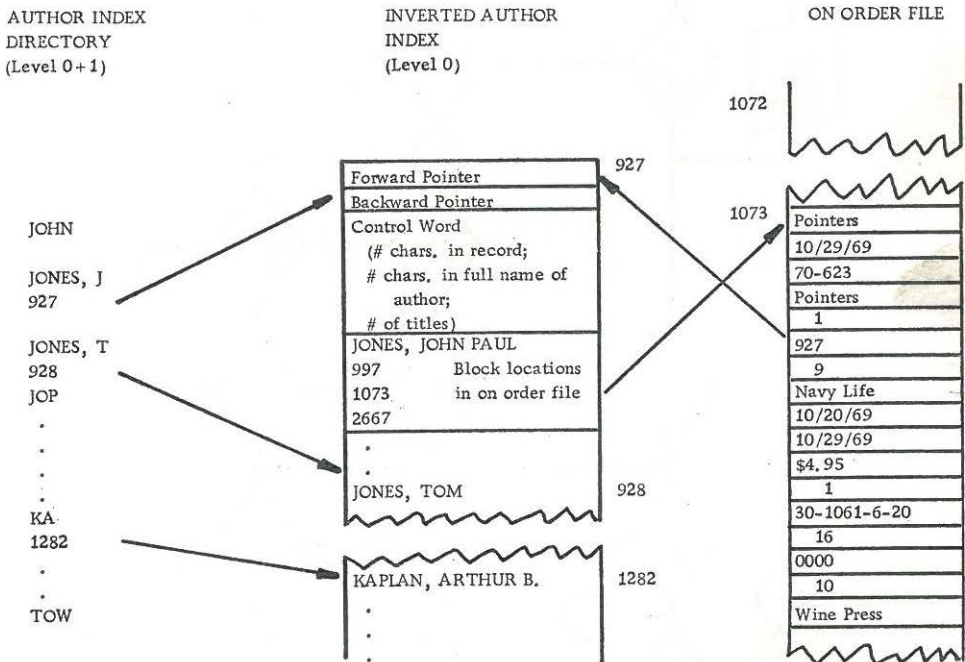 AUTHOR INDEX
DIRECTORY
(Level 0+1)
JOHN
JONES, J
927
JONES, T
928
JOP
.
.
.
.
KA
1282
.
.
TOW
INVERTED AUTHOR
INDEX
(Level 0)
927
Forward Pointer
Backward Pointer
Control Word
(# chars. in record;
# chars. in full name of
author;
# of titles)
JONES, JOHN PAUL
997 Block locations
1073 in on order file
2667
.
.
JONES, TOM
928
KAPLAN, ARTHUR B.
1282
.
.
.
ON ORDER FILE
1072
1073
Pointers
10/29/69
70-623
Pointers
1
927
9
Navy Life
10/20/69
10/29/69
$4.95
1
30-1061-6-20
16
0000
10
Wine Press